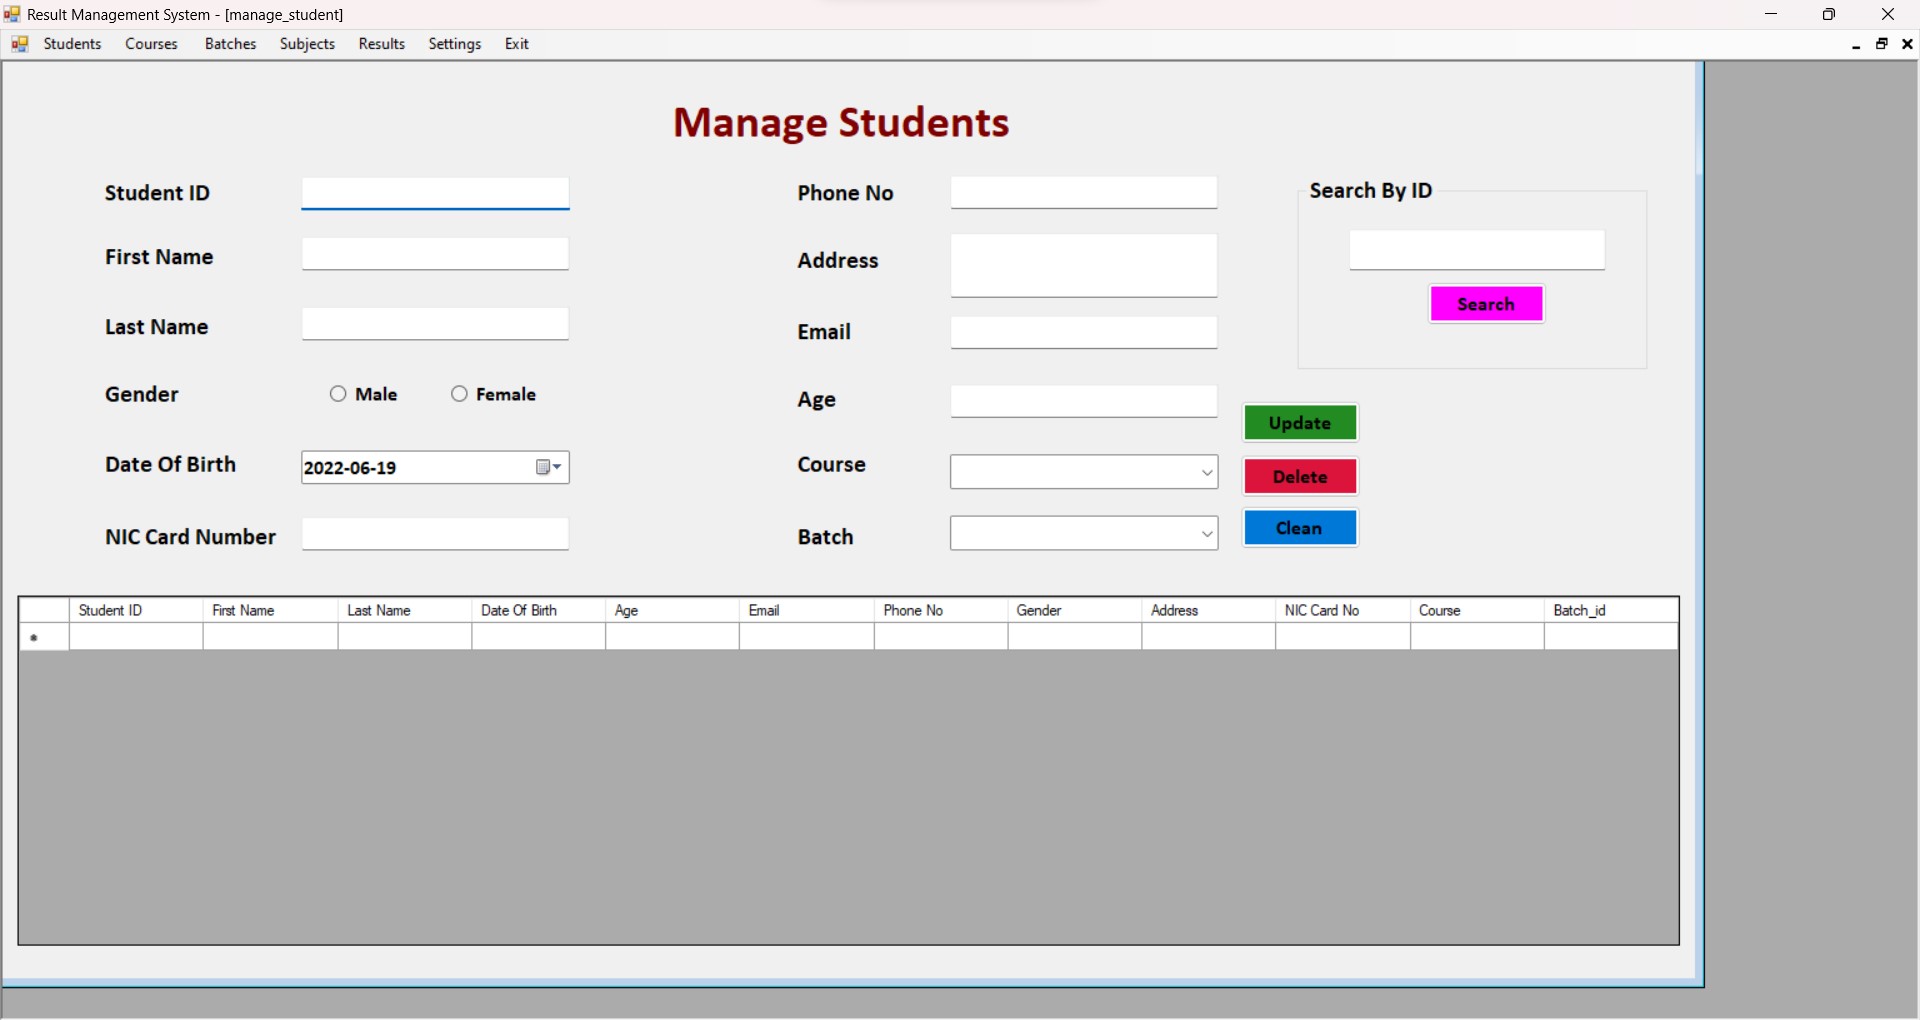 Result Management System - [manage_student]
Students Courses Batches Subjects Results Settings Exit
Manage Students
Student ID
First Name
Last Name
Gender
Male Female
Date Of Birth
2022-06-19
NIC Card Number
Phone No
Address
Email
Age
Course
Batch
Search By ID
Search
Update
Delete
Clean
Student ID First Name Last Name Date Of Birth Age Email Phone No Gender Address NIC Card No Course Batch_id